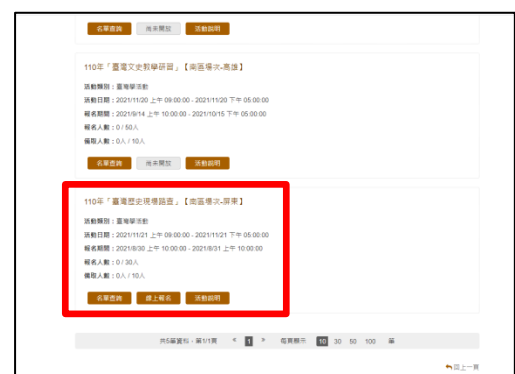 名單查詢 尚未開放 活動說明
110年「臺灣文史教學研習」【南區場次-高雄】
活動類別：臺灣學活動
活動日期：2021/11/20 上午 09:00:00 - 2021/11/20 下午 05:00:00
報名期間：2021/9/14 上午 10:00:00 - 2021/10/15 下午 05:00:00
報名人數：0 / 50人
備取人數：0人 / 10人
名單查詢 尚未開放 活動說明
110年「臺灣歷史現場踏查」【南區場次-屏東】
活動類別：臺灣學活動
活動日期：2021/11/21 上午 09:00:00 - 2021/11/21 下午 05:00:00
報名期間：2021/8/30 上午 10:00:00 - 2021/8/31 上午 10:00:00
報名人數：0 / 30人
備取人數：0人 / 10人
名單查詢 線上報名 活動說明
共5筆資料，第1/1頁 « 1 » 每頁顯示 10 30 50 100 筆
回上一頁